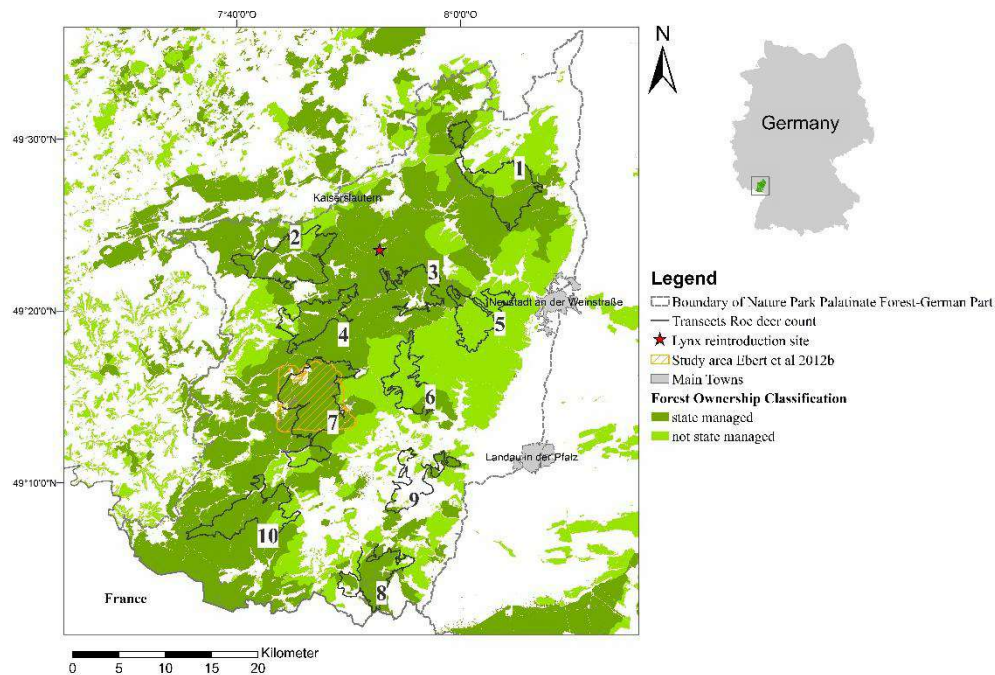 7°40'0"E
8°0'0"E
N
49°30'0"N
1
Germany
Kaiserslautern
2
3
Legend
Boundary of Nature Park Palatinate Forest-German Part
Neustadt an der Weinstraße
49°20'0"N
5
Transects Roe deer count
4
Lynx reintroduction site
Study area Ebert et al 2012b
Main Towns
6
Forest Ownership Classification
state managed
7
not state managed
Landau in der Pfalz
49°10'0"N
9
10
8
France
Kilometer
0 5 10 15 20